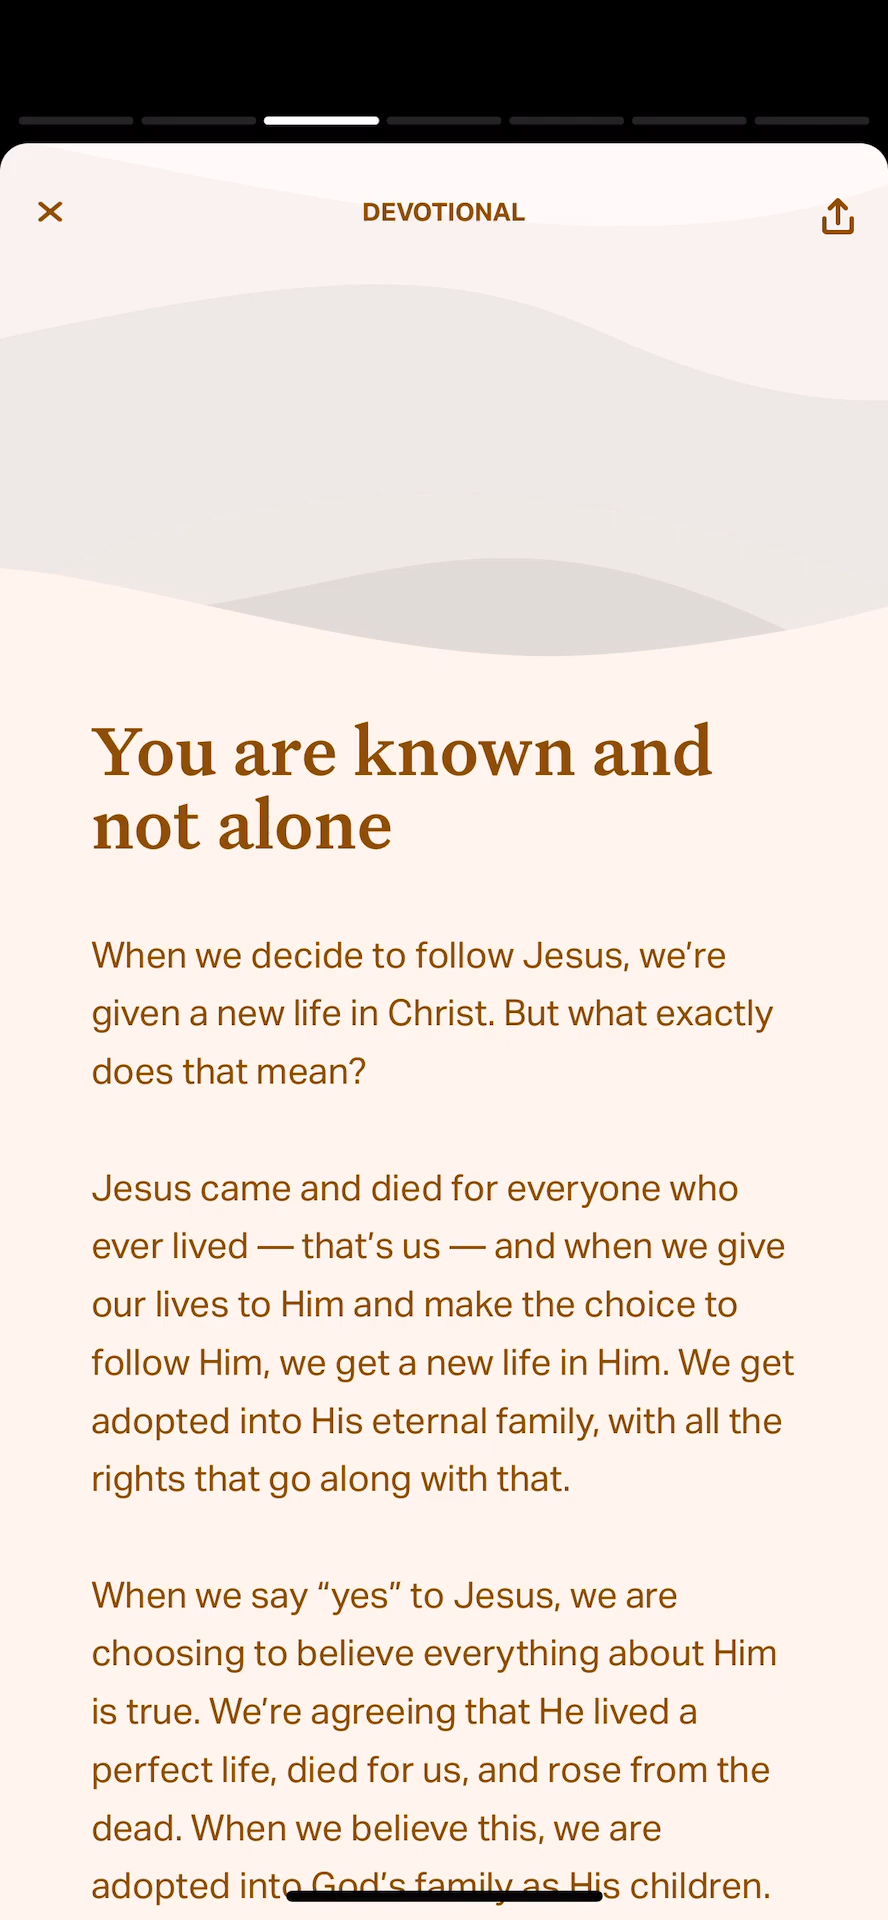 DEVOTIONAL
You are known and
not alone
When we decide to follow Jesus, we’re
given a new life in Christ. But what exactly
does that mean?
Jesus came and died for everyone who
ever lived — that’s us — and when we give
our lives to Him and make the choice to
follow Him, we get a new life in Him. We get
adopted into His eternal family, with all the
rights that go along with that.
When we say “yes” to Jesus, we are
choosing to believe everything about Him
is true. We’re agreeing that He lived a
perfect life, died for us, and rose from the
dead. When we believe this, we are
adopted into God’s family as His children.